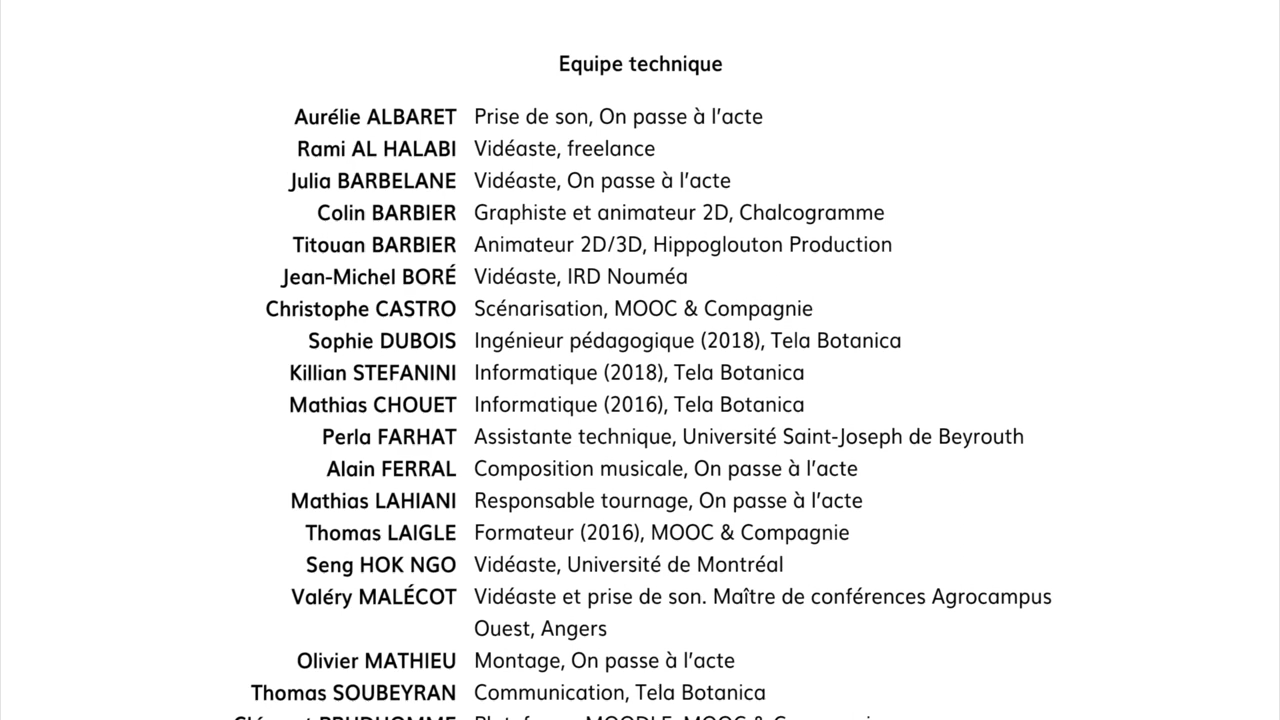 Equipe technique
Aurélie ALBARET Prise de son, On passe à l'acte
Rami AL HALABI Vidéaste, freelance
Julia BARBELANE Vidéaste, On passe à l'acte
Colin BARBIER Graphiste et animateur 2D, Chalcogramme
Titouan BARBIER Animateur 2D/3D, Hippoglouton Production
Jean-Michel BORÉ Vidéaste, IRD Nouméa
Christophe CASTRO Scénarisation, MOOC & Compagnie
Sophie DUBOIS Ingénieur pédagogique (2018), Tela Botanica
Killian STEFANINI Informatique (2018), Tela Botanica
Mathias CHOUET Informatique (2016), Tela Botanica
Perla FARHAT Assistante technique, Université Saint-Joseph de Beyrouth
Alain FERRAL Composition musicale, On passe à l'acte
Mathias LAHIANI Responsable tournage, On passe à l'acte
Thomas LAIGLE Formateur (2016), MOOC & Compagnie
Seng HOK NGO Vidéaste, Université de Montréal
Valéry MALÉCOT Vidéaste et prise de son. Maître de conférences Agrocampus
Ouest, Angers
Olivier MATHIEU Montage, On passe à l'acte
Thomas SOUBEYRAN Communication, Tela Botanica